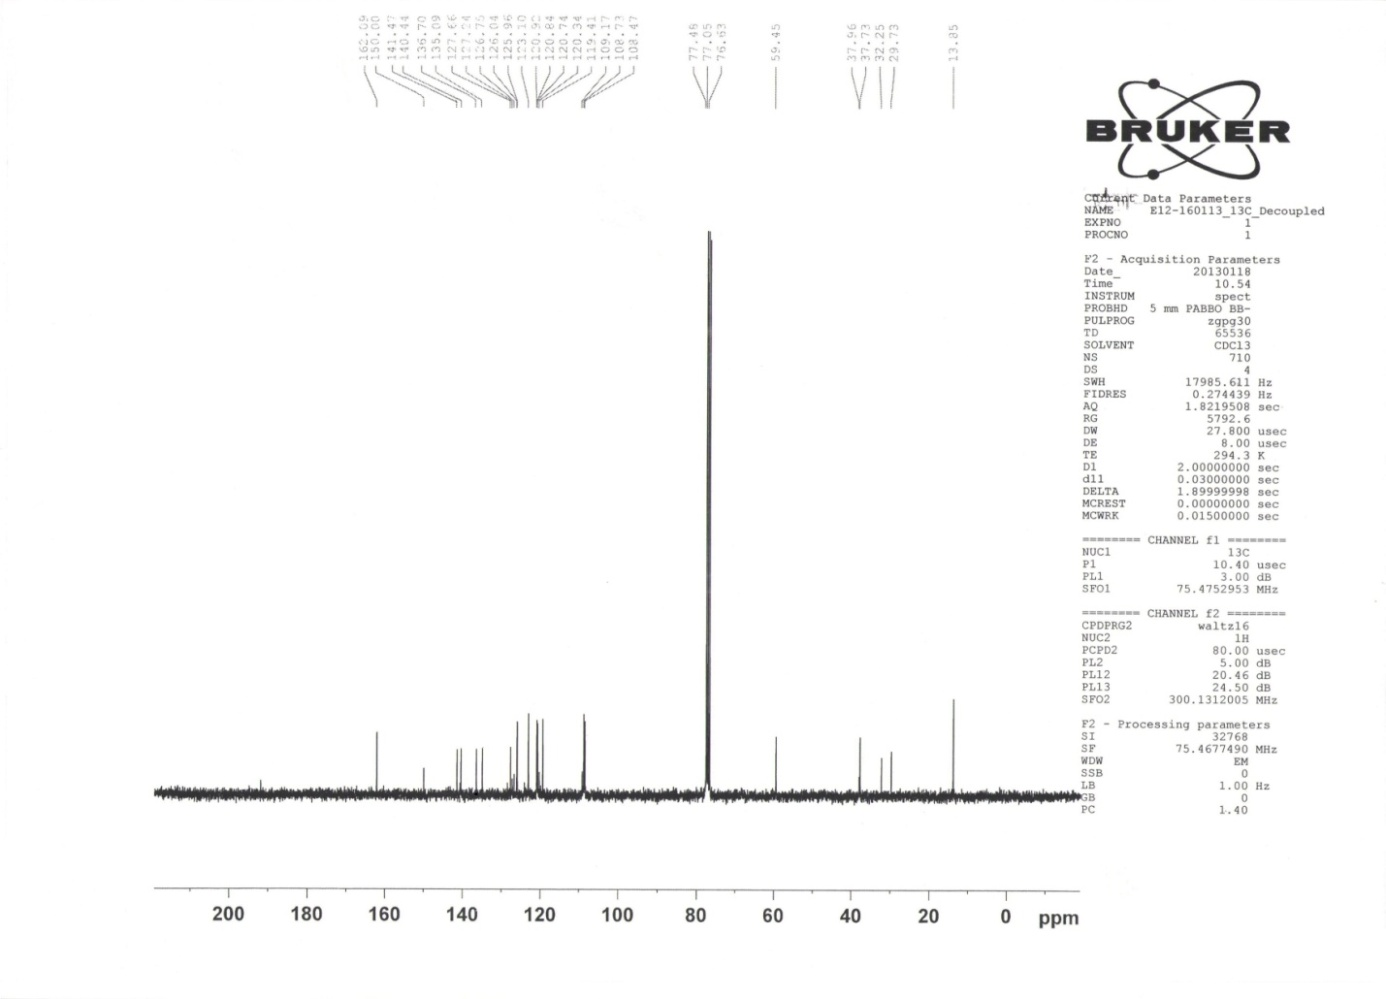 162.09
150.00
141.47
140.44
136.70
135.09
127.66
127.24
126.75
126.04
125.96
123.10
120.92
120.84
120.74
120.34
119.41
109.17
108.73
108.47
77.48
77.05
76.63
59.45
37.96
37.73
32.25
29.73
13.85
BRUKER
Current Data Parameters
NAME E12-160113_13C_Decoupled
EXPNO 1
PROCNO 1
F2 - Acquisition Parameters
Date_ 20130118
Time 10.54
INSTRUM spect
PROBHD 5 mm PABBO BB-
PULPROG zgpg30
TD 65536
SOLVENT CDCl3
NS 710
DS 4
SWH 17985.611 Hz
FIDRES 0.274439 Hz
AQ 1.8219508 sec
RG 5792.6
DW 27.800 usec
DE 8.00 usec
TE 294.3 K
D1 2.00000000 sec
d11 0.03000000 sec
DELTA 1.89999998 sec
MCREST 0.00000000 sec
MCWRK 0.01500000 sec
======== CHANNEL f1 ========
NUC1 13C
P1 10.40 usec
PL1 3.00 dB
SFO1 75.4752953 MHz
======== CHANNEL f2 ========
CPDPRG2 waltz16
NUC2 1H
PCPD2 80.00 usec
PL2 5.00 dB
PL12 20.46 dB
PL13 24.50 dB
SFO2 300.1312005 MHz
F2 - Processing parameters
SI 32768
SF 75.4677490 MHz
WDW EM
SSB 0
LB 1.00 Hz
GB 0
PC 1.40
200 180 160 140 120 100 80 60 40 20 0 ppm